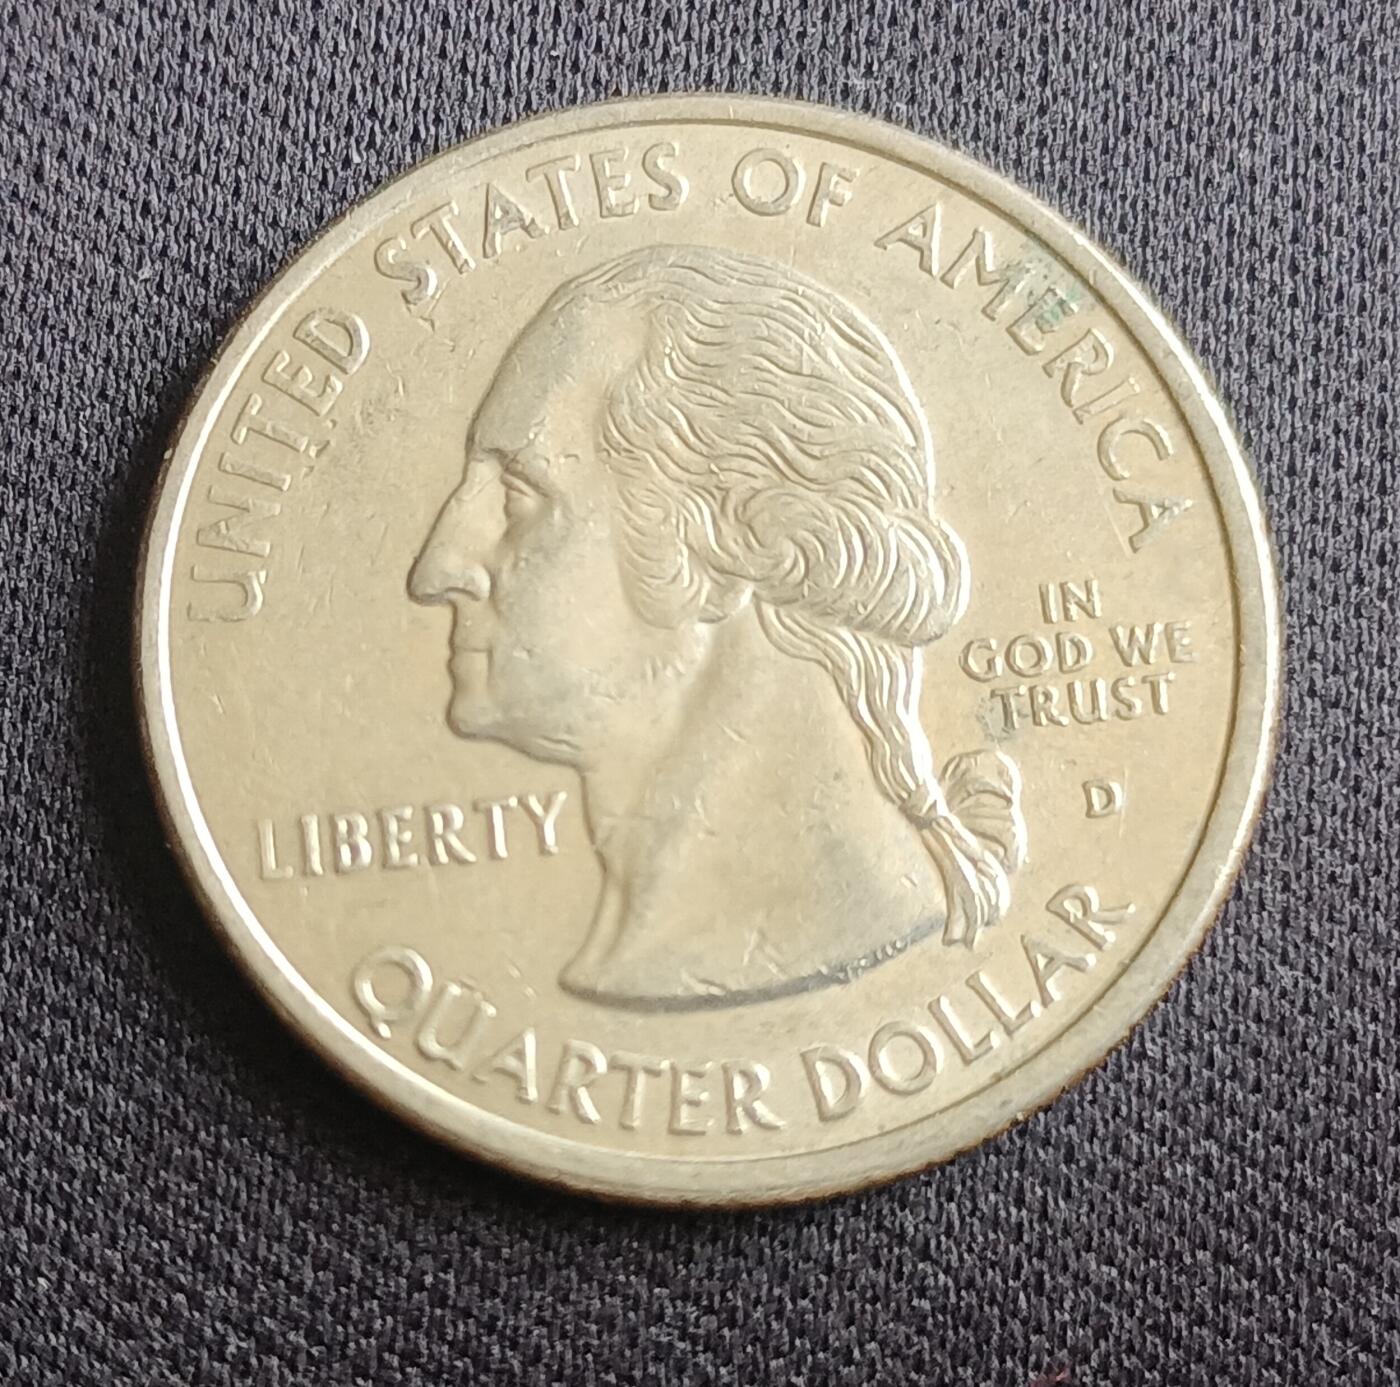 UNITED STATES OF AMERICA
IN
GOD WE
TRUST
D
LIBERTY
QUARTER DOLLAR